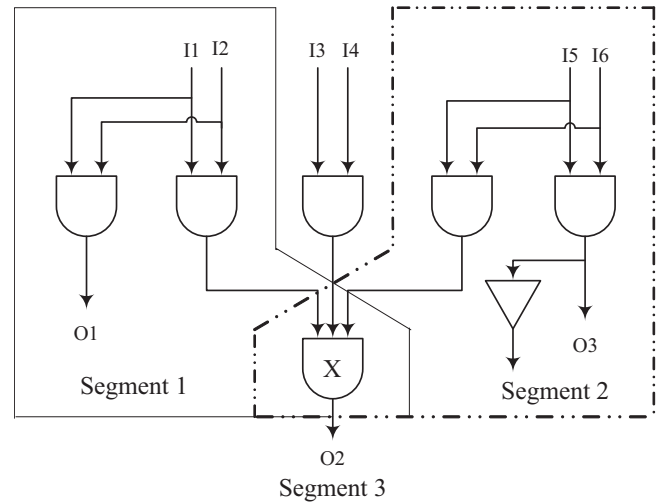 I1 I2 I3 I4 I5 I6
X
O1 O3
Segment 1 Segment 2
O2
Segment 3